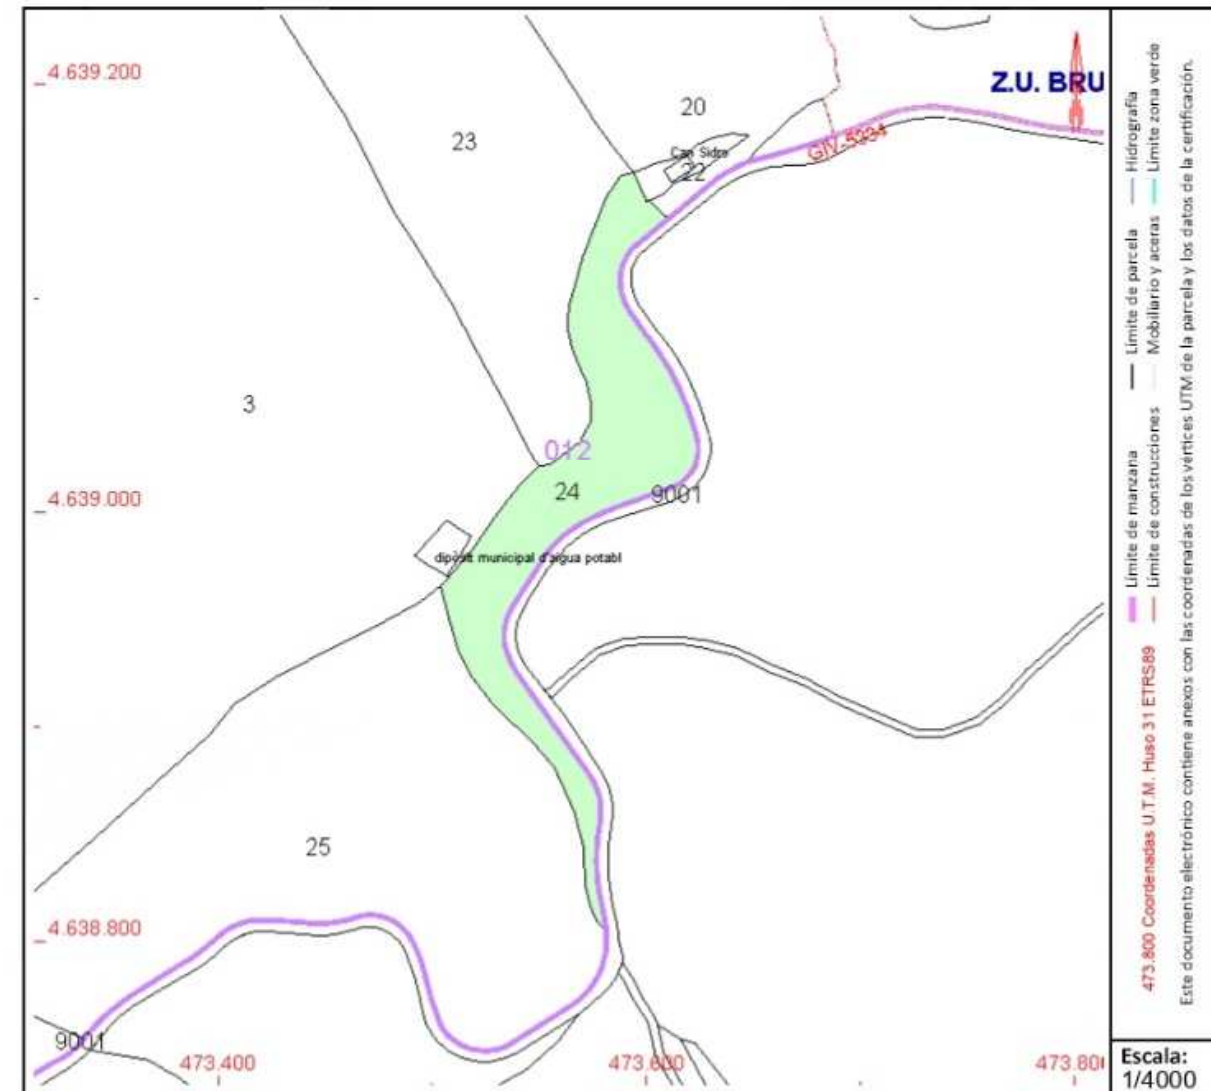 4.639.200
Z.U. BRU
20
23
Can Sidro
22
GIV-5234
3
012
24
4.639.000
9001
dipòsit municipal d'aigua potabl
25
4.638.800
9001
473.400
473.600
473.80
Límite de manzana
Límite de parcela
Hidrografía
Límite de construcciones
Mobiliario y aceras
Límite zona verde
473.800 Coordenadas U.T.M. Huso 31 ETRS89
Este documento electrónico contiene anexos con las coordenadas de los vértices UTM de la parcela y los datos de la certificación.
Escala:
1/4000